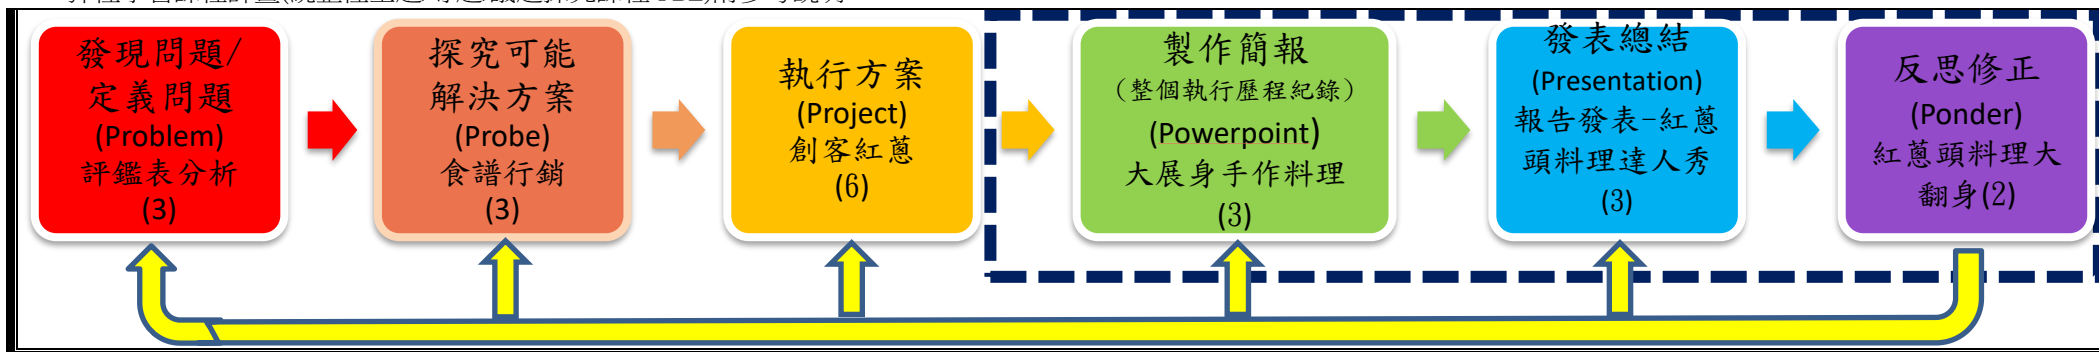 發現問題/
定義問題
(Problem)
評鑑表分析
(3)
探究可能
解決方案
(Probe)
食譜行銷
(3)
執行方案
(Project)
創客紅蔥
(6)
製作簡報
(整個執行歷程紀錄)
(Powerpoint)
大展身手作料理
(3)
發表總結
(Presentation)
報告發表-紅蔥
頭料理達人秀
(3)
反思修正
(Ponder)
紅蔥頭料理大
翻身(2)